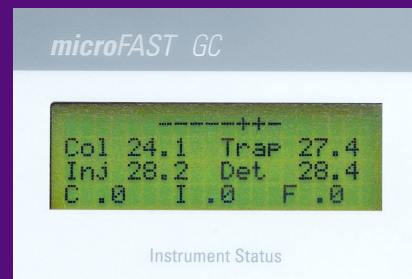 microFAST GC
------++-
Col 24.1 Trap 27.4
Inj 28.2 Det 28.4
C .0 I .0 F .0
Instrument Status